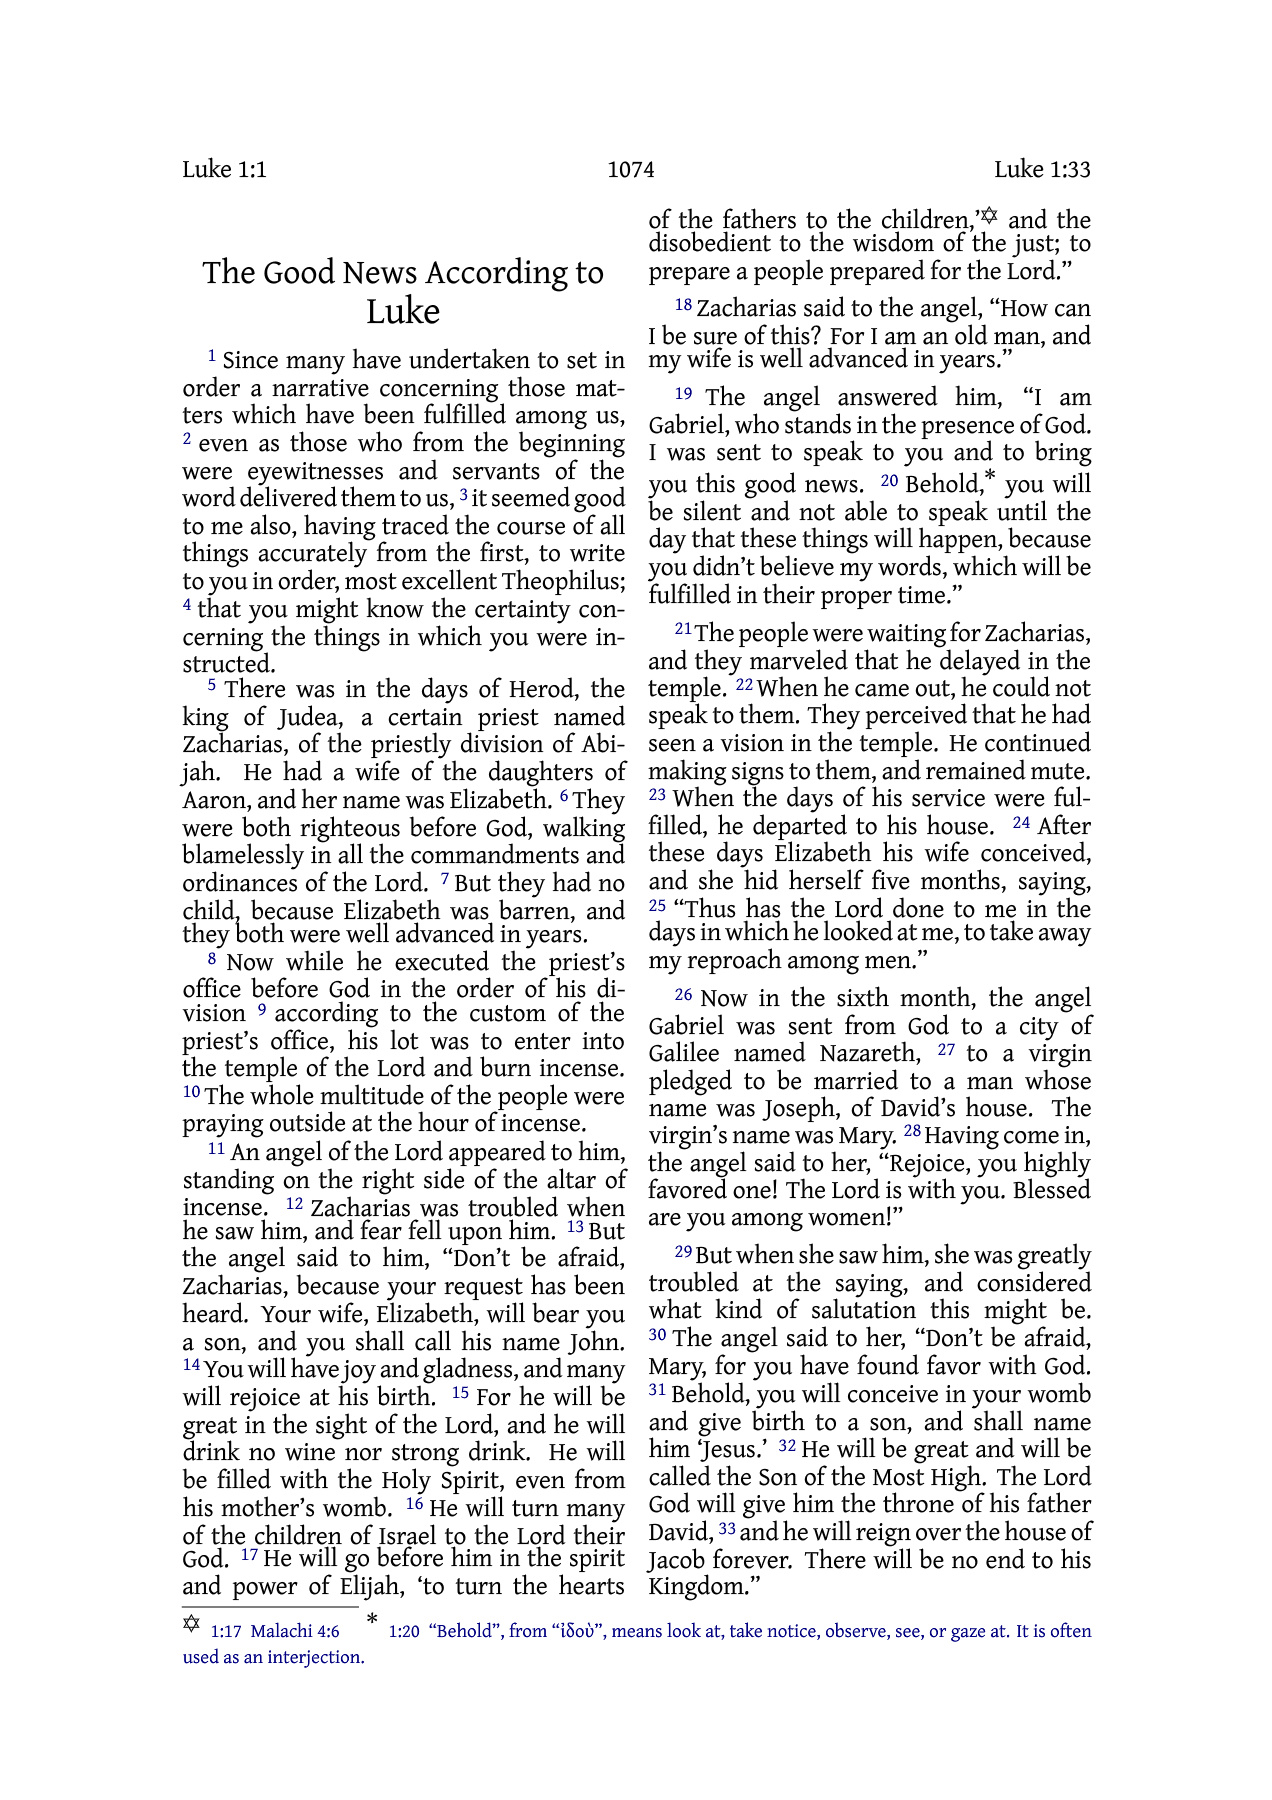 Luke 1:1 1074 Luke 1:33
The Good News According to
Luke
1 Since many have undertaken to set in
order a narrative concerning those mat-
ters which have been fulfilled among us,
2 even as those who from the beginning
were eyewitnesses and servants of the
word delivered them to us, 3 it seemed good
to me also, having traced the course of all
things accurately from the first, to write
to you in order, most excellent Theophilus;
4 that you might know the certainty con-
cerning the things in which you were in-
structed.
5 There was in the days of Herod, the
king of Judea, a certain priest named
Zacharias, of the priestly division of Abi-
jah. He had a wife of the daughters of
Aaron, and her name was Elizabeth. 6 They
were both righteous before God, walking
blamelessly in all the commandments and
ordinances of the Lord. 7 But they had no
child, because Elizabeth was barren, and
they both were well advanced in years.
8 Now while he executed the priest’s
office before God in the order of his di-
vision 9 according to the custom of the
priest’s office, his lot was to enter into
the temple of the Lord and burn incense.
10 The whole multitude of the people were
praying outside at the hour of incense.
11 An angel of the Lord appeared to him,
standing on the right side of the altar of
incense. 12 Zacharias was troubled when
he saw him, and fear fell upon him. 13 But
the angel said to him, “Don’t be afraid,
Zacharias, because your request has been
heard. Your wife, Elizabeth, will bear you
a son, and you shall call his name John.
14 You will have joy and gladness, and many
will rejoice at his birth. 15 For he will be
great in the sight of the Lord, and he will
drink no wine nor strong drink. He will
be filled with the Holy Spirit, even from
his mother’s womb. 16 He will turn many
of the children of Israel to the Lord their
God. 17 He will go before him in the spirit
and power of Elijah, ‘to turn the hearts
of the fathers to the children,’✡ and the
disobedient to the wisdom of the just; to
prepare a people prepared for the Lord.”
18 Zacharias said to the angel, “How can
I be sure of this? For I am an old man, and
my wife is well advanced in years.”
19 The angel answered him, “I am
Gabriel, who stands in the presence of God.
I was sent to speak to you and to bring
you this good news. 20 Behold,* you will
be silent and not able to speak until the
day that these things will happen, because
you didn’t believe my words, which will be
fulfilled in their proper time.”
21 The people were waiting for Zacharias,
and they marveled that he delayed in the
temple. 22 When he came out, he could not
speak to them. They perceived that he had
seen a vision in the temple. He continued
making signs to them, and remained mute.
23 When the days of his service were ful-
filled, he departed to his house. 24 After
these days Elizabeth his wife conceived,
and she hid herself five months, saying,
25 “Thus has the Lord done to me in the
days in which he looked at me, to take away
my reproach among men.”
26 Now in the sixth month, the angel
Gabriel was sent from God to a city of
Galilee named Nazareth, 27 to a virgin
pledged to be married to a man whose
name was Joseph, of David’s house. The
virgin’s name was Mary. 28 Having come in,
the angel said to her, “Rejoice, you highly
favored one! The Lord is with you. Blessed
are you among women!”
29 But when she saw him, she was greatly
troubled at the saying, and considered
what kind of salutation this might be.
30 The angel said to her, “Don’t be afraid,
Mary, for you have found favor with God.
31 Behold, you will conceive in your womb
and give birth to a son, and shall name
him ‘Jesus.’ 32 He will be great and will be
called the Son of the Most High. The Lord
God will give him the throne of his father
David, 33 and he will reign over the house of
Jacob forever. There will be no end to his
Kingdom.”
✡ 1:17 Malachi 4:6 * 1:20 “Behold”, from “ἰδοὺ”, means look at, take notice, observe, see, or gaze at. It is often
used as an interjection.